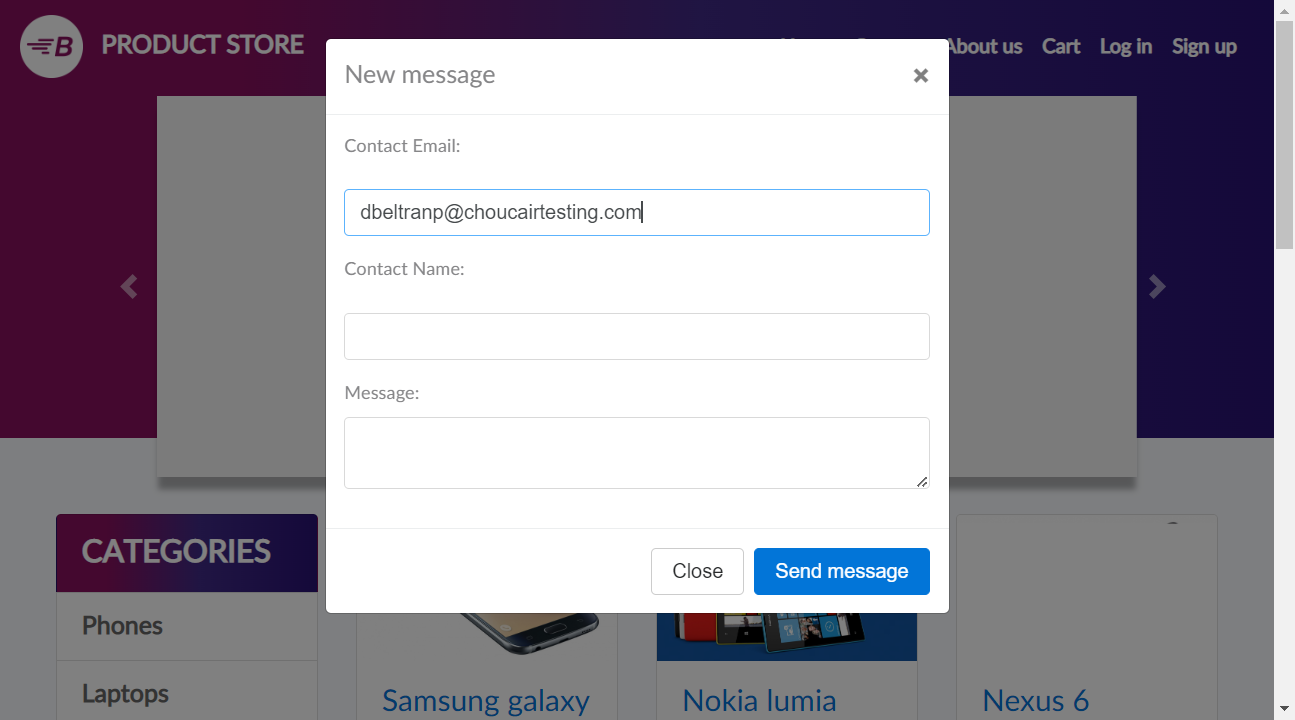 B PRODUCT STORE
About us Cart Log in Sign up
New message
×
Contact Email:
dbeltranp@choucairtesting.com
Contact Name:
Message:
Close Send message
CATEGORIES
Phones
Laptops
Samsung galaxy
Nokia lumia
Nexus 6